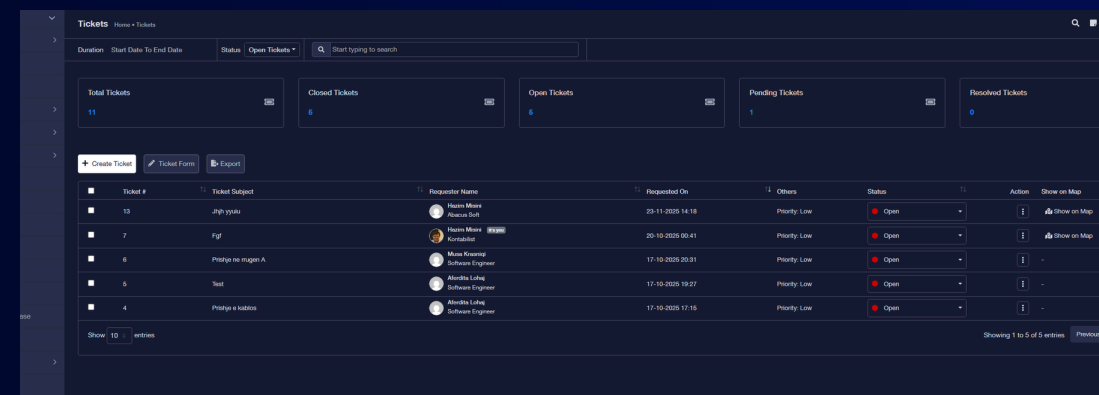 Tickets Home • Tickets
Duration Start Date To End Date Status Open Tickets Start typing to search
Total Tickets
11
Closed Tickets
5
Open Tickets
5
Pending Tickets
1
Resolved Tickets
0
+ Create Ticket Ticket Form Export
Ticket # Ticket Subject Requester Name Requested On Others Status Action Show on Map
13 Jhjh yyuiu Hazim Misini 23-11-2025 14:18 Priority: Low Open Show on Map
Abacus Soft
7 Fgf Hazim Misini It's you 20-10-2025 00:41 Priority: Low Open Show on Map
Kontabilist
6 Prishje ne rrugen A Musa Krasniqi 17-10-2025 20:31 Priority: Low Open -
Software Engineer
5 Test Aferdita Lohaj 17-10-2025 19:27 Priority: Low Open -
Software Engineer
4 Prishje e kabllos Aferdita Lohaj 17-10-2025 17:15 Priority: Low Open -
Software Engineer
ase
Show 10 entries Showing 1 to 5 of 5 entries Previous